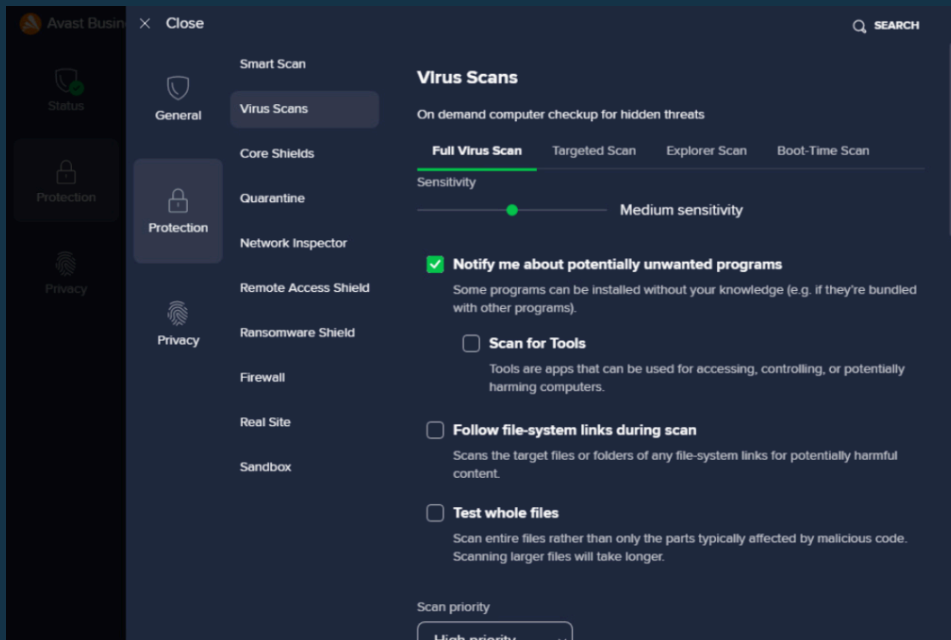 Avast Busin
Close
SEARCH
Status
Protection
Privacy
General
Protection
Privacy
Smart Scan
Virus Scans
Core Shields
Quarantine
Network Inspector
Remote Access Shield
Ransomware Shield
Firewall
Real Site
Sandbox
Virus Scans
On demand computer checkup for hidden threats
Full Virus Scan Targeted Scan Explorer Scan Boot-Time Scan
Sensitivity
Medium sensitivity
Notify me about potentially unwanted programs
Some programs can be installed without your knowledge (e.g. if they're bundled
with other programs).
Scan for Tools
Tools are apps that can be used for accessing, controlling, or potentially
harming computers.
Follow file-system links during scan
Scans the target files or folders of any file-system links for potentially harmful
content.
Test whole files
Scan entire files rather than only the parts typically affected by malicious code.
Scanning larger files will take longer.
Scan priority
High priority